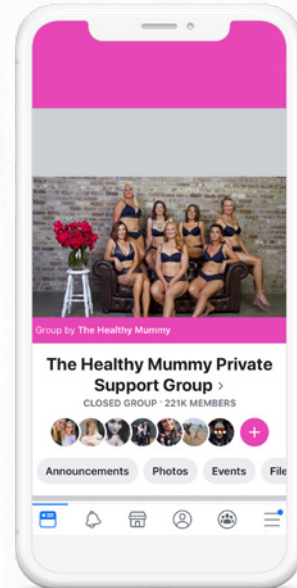 Group by The Healthy Mummy
The Healthy Mummy Private
Support Group >
CLOSED GROUP · 221K MEMBERS
Announcements Photos Events File